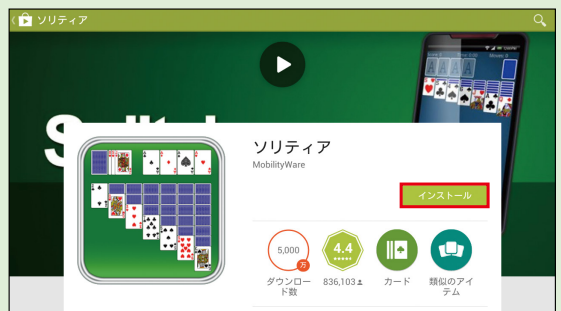 ソリティア
ソリティア
MobilityWare
インストール
5,000
万
4.4
ダウンロー
ド数
836,103
カード
類似のアイ
テム